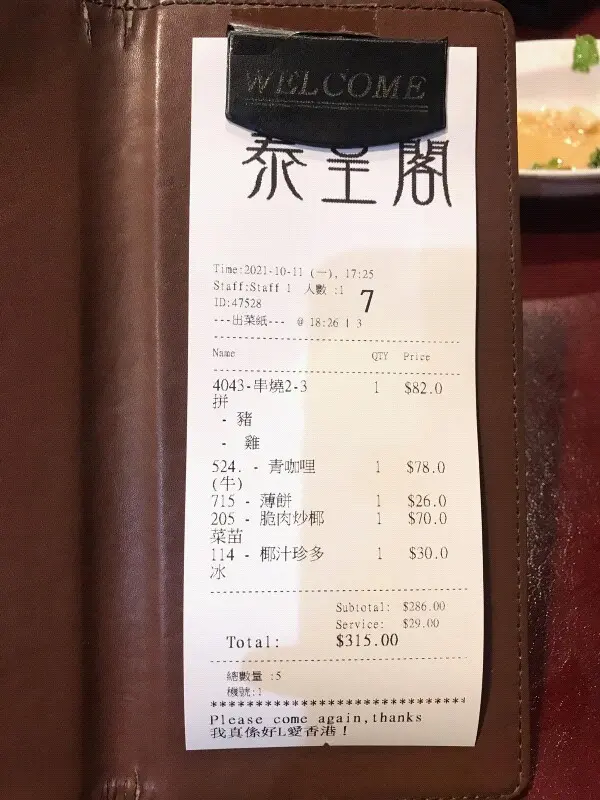 WELCOME
泰皇閣
Time:2021-10-11 (一), 17:25
Staff:Staff 1 人數 :1
7
ID:47528
---出菜紙--- @ 18:26 | 3
Name QTY Price
4043-串燒2-3 1 $82.0
拼
- 豬
- 雞
524. - 青咖喱 1 $78.0
(牛)
715 - 薄餅 1 $26.0
205 - 脆肉炒椰 1 $70.0
菜苗
114 - 椰汁珍多 1 $30.0
冰
Subtotal: $286.00
Service: $29.00
Total: $315.00
總數量 :5
機號:1
****************************
Please come again,thanks
我真係好L愛香港！